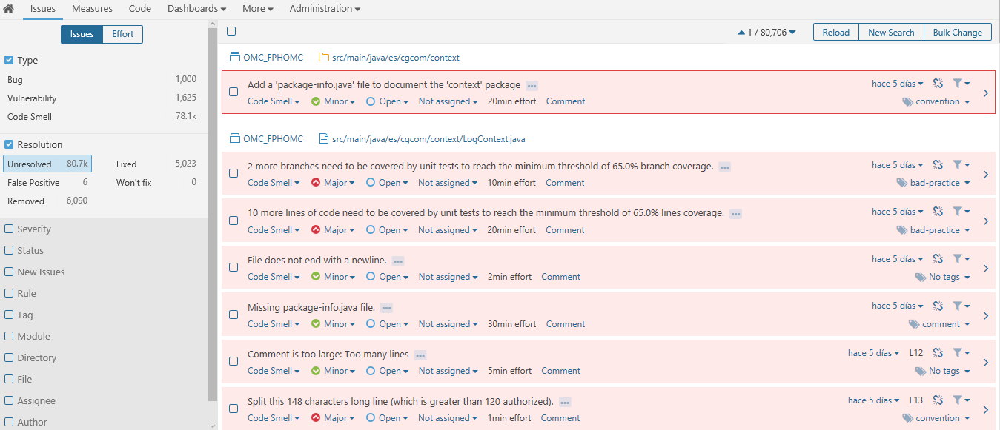 Issues Measures Code Dashboards More Administration
Issues Effort
1 / 80,706 Reload New Search Bulk Change
Type
Bug 1,000
Vulnerability 1,625
Code Smell 78.1k
Resolution
Unresolved 80.7k Fixed 5,023
False Positive 6 Won't fix 0
Removed 6,090
Severity
Status
New Issues
Rule
Tag
Module
Directory
File
Assignee
Author
OMC_FPHOMC src/main/java/es/cgcom/context
Add a 'package-info.java' file to document the 'context' package ... hace 5 días
Code Smell Minor Open Not assigned 20min effort Comment convention
OMC_FPHOMC src/main/java/es/cgcom/context/LogContext.java
2 more branches need to be covered by unit tests to reach the minimum threshold of 65.0% branch coverage. ... hace 5 días
Code Smell Major Open Not assigned 10min effort Comment bad-practice
10 more lines of code need to be covered by unit tests to reach the minimum threshold of 65.0% lines coverage. ... hace 5 días
Code Smell Major Open Not assigned 20min effort Comment bad-practice
File does not end with a newline. ... hace 5 días
Code Smell Minor Open Not assigned 2min effort Comment No tags
Missing package-info.java file. ... hace 5 días
Code Smell Minor Open Not assigned 30min effort Comment comment
Comment is too large: Too many lines ... hace 5 días L12
Code Smell Minor Open Not assigned 5min effort Comment No tags
Split this 148 characters long line (which is greater than 120 authorized). ... hace 5 días L13
Code Smell Major Open Not assigned 1min effort Comment convention